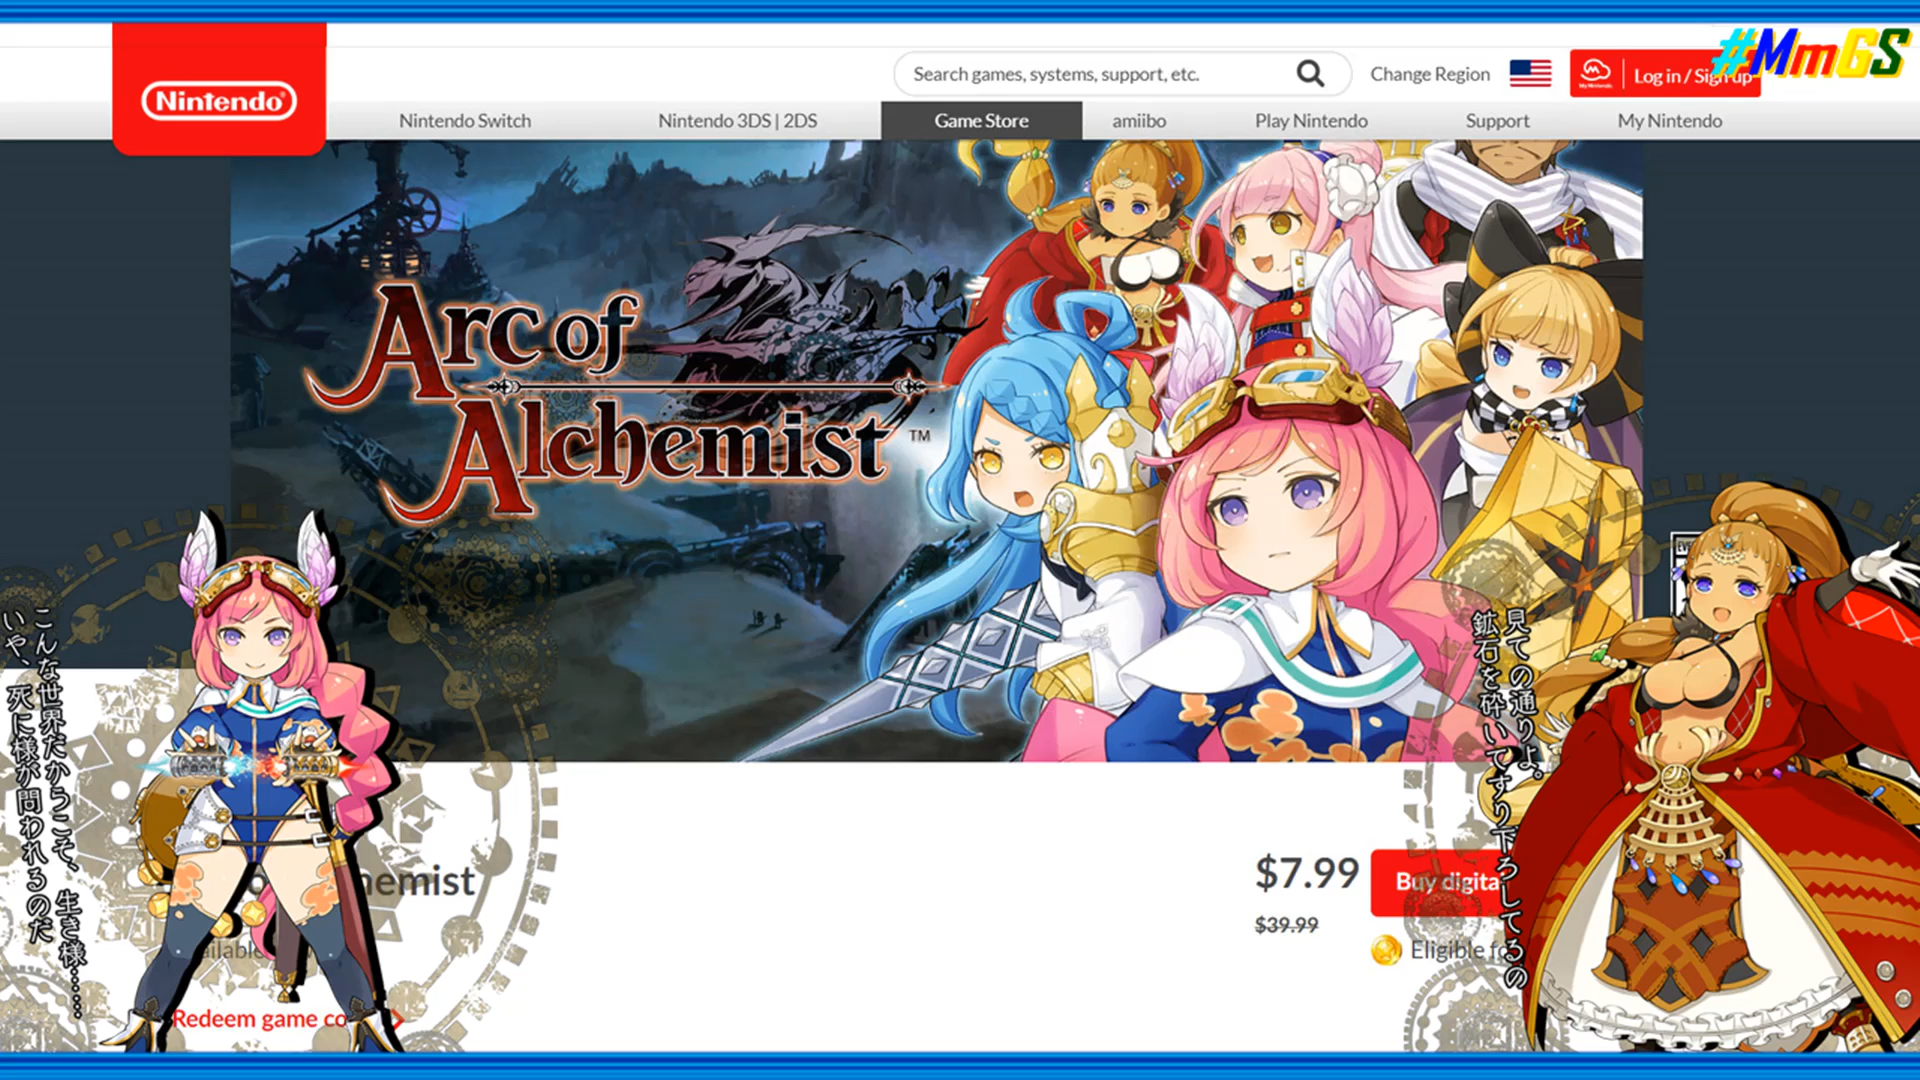 #MmGS
Nintendo
Search games, systems, support, etc.
Change Region
Log in / Sign up
Nintendo Switch
Nintendo 3DS | 2DS
Game Store
amiibo
Play Nintendo
Support
My Nintendo
Arc of
Alchemist™
こんな世界だからこそ、生き様……
いや、死に様が問われるのだ
見ての通りよ。
鉱石を砕いてすり下ろしてるの
hemist
$7.99
Buy digita
$39.99
Eligible fo
ailable
Redeem game co